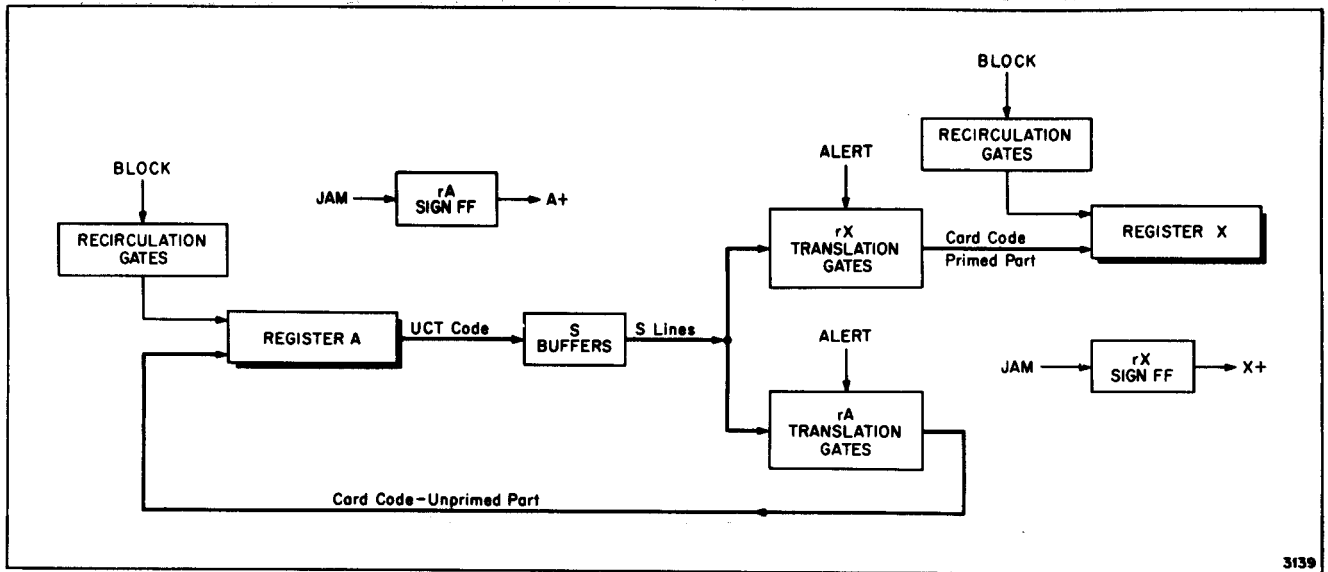 BLOCK
RECIRCULATION
GATES
JAM
rA
SIGN FF
A+
REGISTER A
UCT Code
S
BUFFERS
S Lines
ALERT
rX
TRANSLATION
GATES
Card Code
Primed Part
BLOCK
RECIRCULATION
GATES
REGISTER X
ALERT
rA
TRANSLATION
GATES
JAM
rX
SIGN FF
X+
Card Code-Unprimed Part
3139